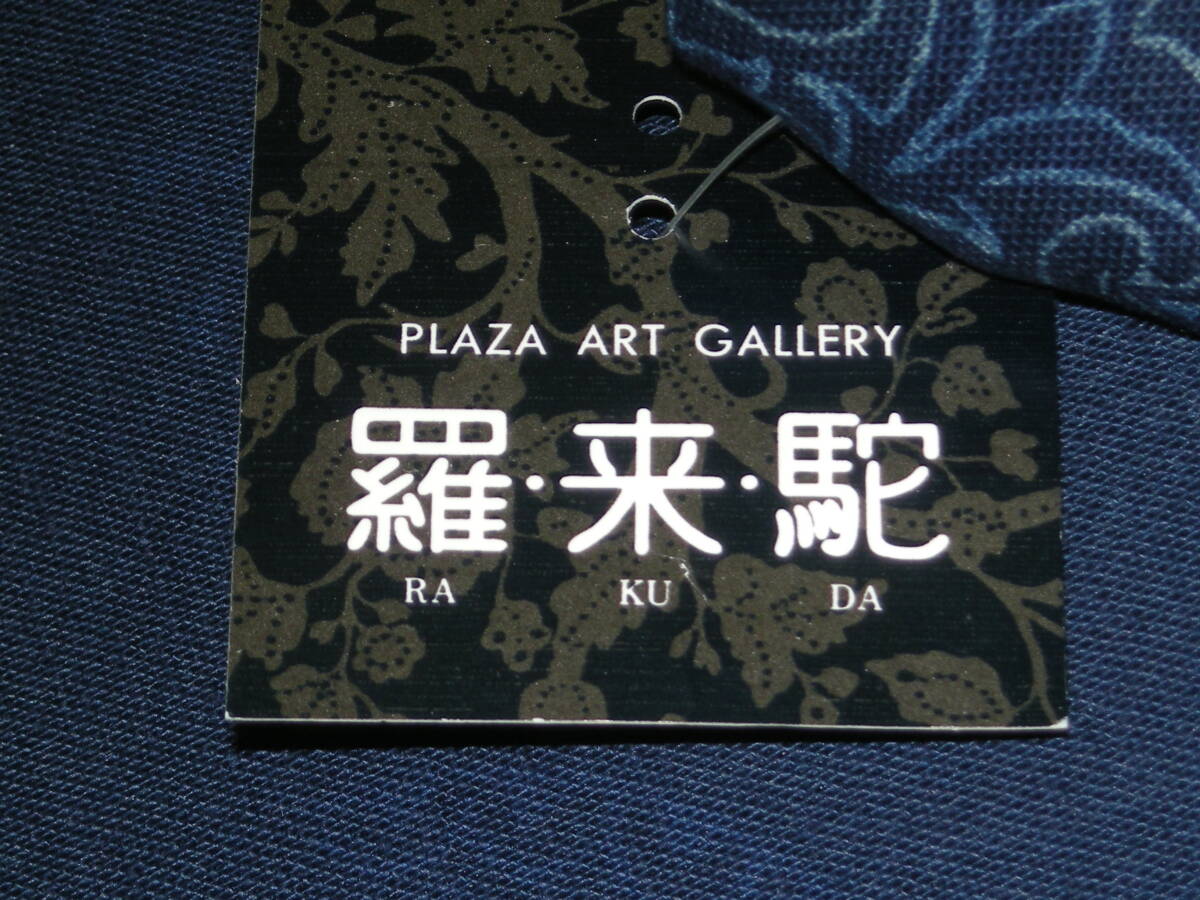 PLAZA ART GALLERY
羅・来・駝
RA KU DA